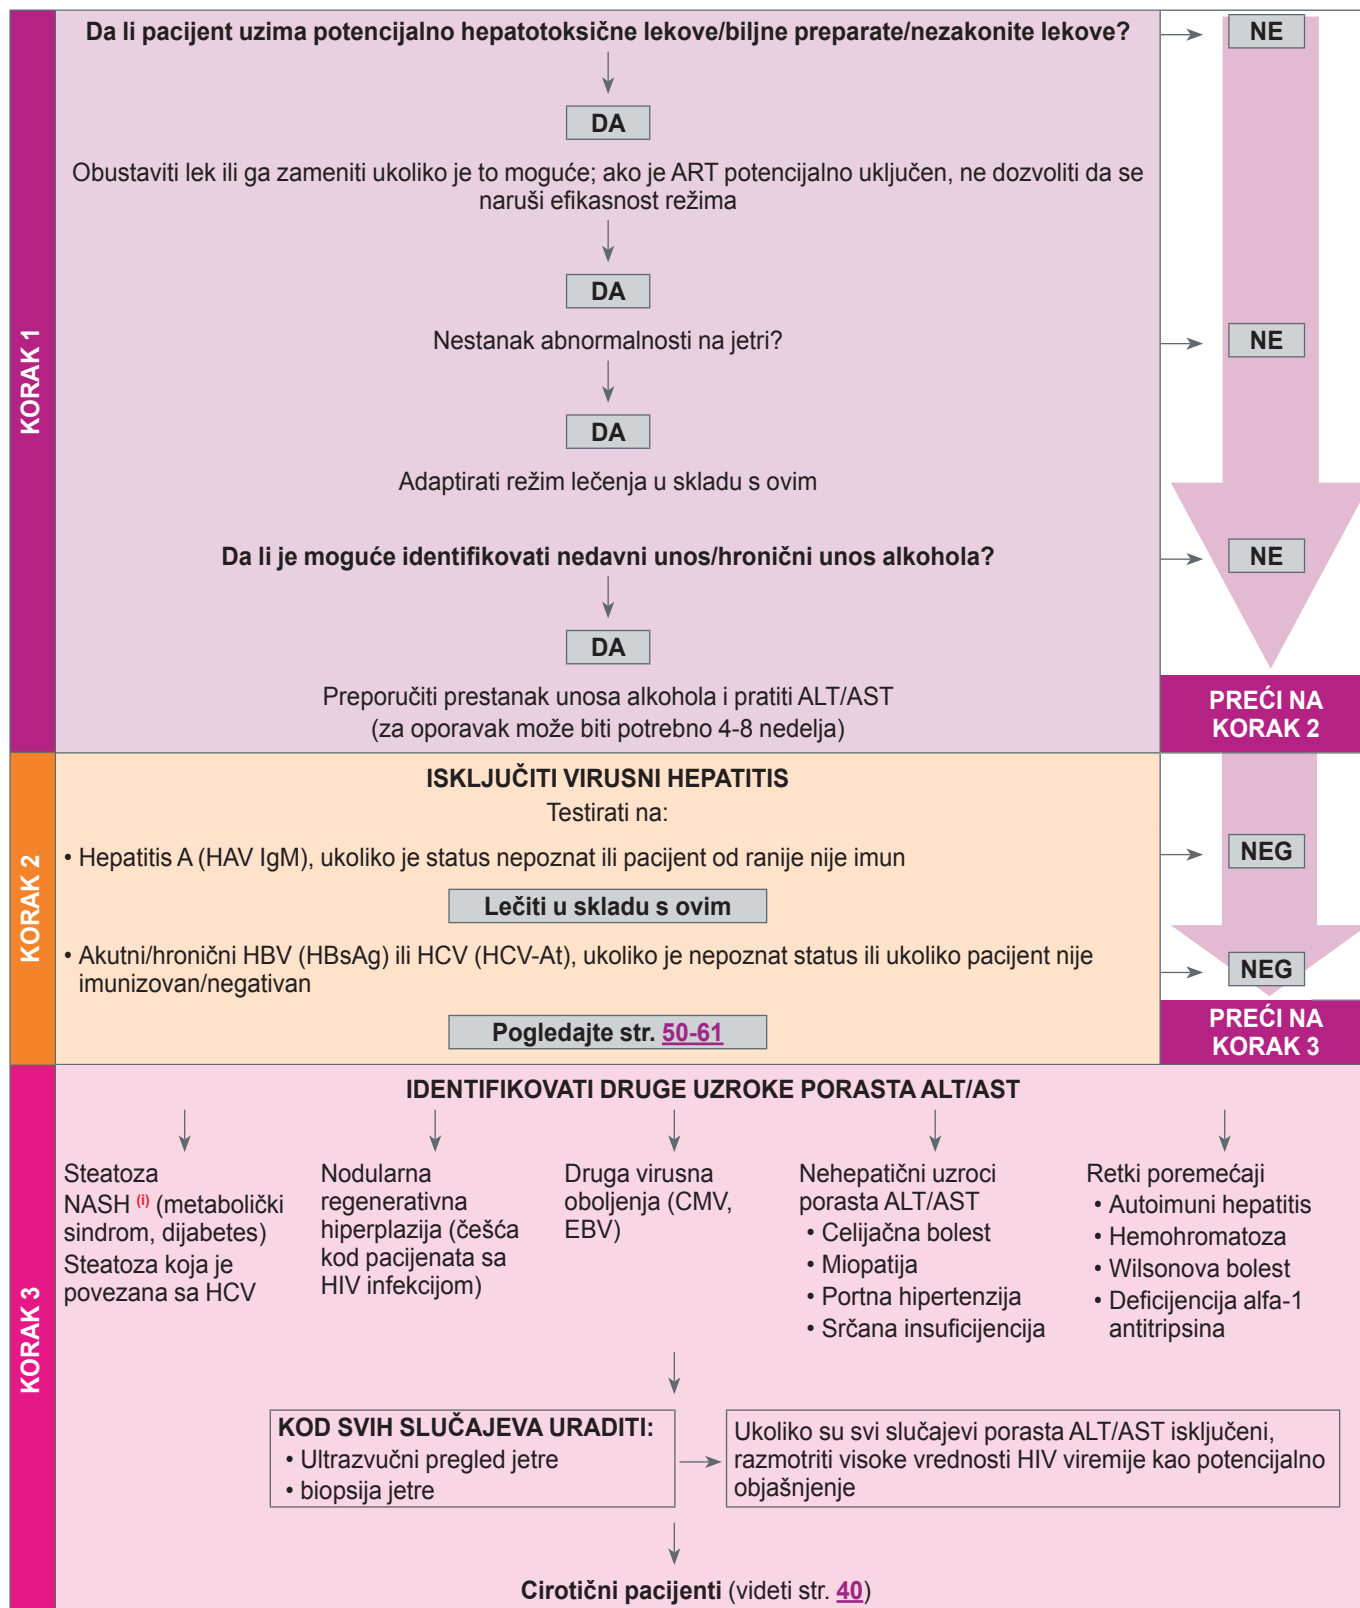 KORAK 1
Da li pacijent uzima potencijalno hepatotoksične lekove/biljne preparate/nezakonite lekove?
NE
DA
Obustaviti lek ili ga zameniti ukoliko je to moguće; ako je ART potencijalno uključen, ne dozvoliti da se
naruši efikasnost režima
DA
Nestanak abnormalnosti na jetri?
NE
DA
Adaptirati režim lečenja u skladu s ovim
Da li je moguće identifikovati nedavni unos/hronični unos alkohola?
NE
DA
Preporučiti prestanak unosa alkohola i pratiti ALT/AST
(za oporavak može biti potrebno 4-8 nedelja)
PREĆI NA
KORAK 2
KORAK 2
ISKLJUČITI VIRUSNI HEPATITIS
Testirati na:
• Hepatitis A (HAV IgM), ukoliko je status nepoznat ili pacijent od ranije nije imun
NEG
Lečiti u skladu s ovim
• Akutni/hronični HBV (HBsAg) ili HCV (HCV-At), ukoliko je nepoznat status ili ukoliko pacijent nije
imunizovan/negativan
NEG
Pogledajte str. 50-61
PREĆI NA
KORAK 3
KORAK 3
IDENTIFIKOVATI DRUGE UZROKE PORASTA ALT/AST
Steatoza
NASH (i) (metabolički
sindrom, dijabetes)
Steatoza koja je
povezana sa HCV
Nodularna
regenerativna
hiperplazija (češća
kod pacijenata sa
HIV infekcijom)
Druga virusna
oboljenja (CMV,
EBV)
Nehepatični uzroci
porasta ALT/AST
• Celijačna bolest
• Miopatija
• Portna hipertenzija
• Srčana insuficijencija
Retki poremećaji
• Autoimuni hepatitis
• Hemohromatoza
• Wilsonova bolest
• Deficijencija alfa-1
antitripsina
KOD SVIH SLUČAJEVA URADITI:
• Ultrazvučni pregled jetre
• biopsija jetre
Ukoliko su svi slučajevi porasta ALT/AST isključeni,
razmotriti visoke vrednosti HIV viremije kao potencijalno
objašnjenje
Cirotični pacijenti (videti str. 40)